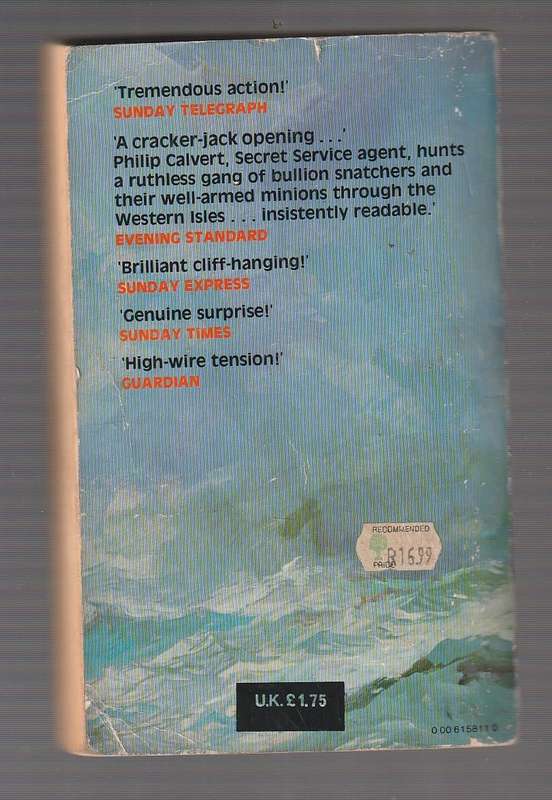 'Tremendous action!'
SUNDAY TELEGRAPH
'A cracker-jack opening . . .'
Philip Calvert, Secret Service agent, hunts
a ruthless gang of bullion snatchers and
their well-armed minions through the
Western Isles . . . insistently readable.'
EVENING STANDARD
'Brilliant cliff-hanging!'
SUNDAY EXPRESS
'Genuine surprise!'
SUNDAY TIMES
'High-wire tension!'
GUARDIAN
RECOMMENDED
R16.99
PRICE
U.K. £1.75
0 00 615811 0